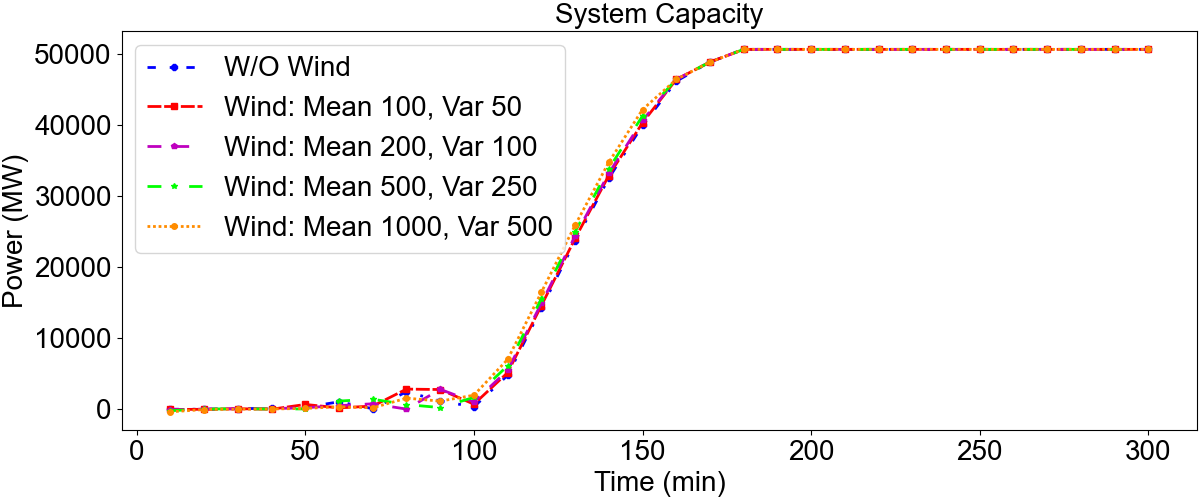 System Capacity
Power (MW)
50000
40000
30000
20000
10000
0
W/O Wind
Wind: Mean 100, Var 50
Wind: Mean 200, Var 100
Wind: Mean 500, Var 250
Wind: Mean 1000, Var 500
0 50 100 150 200 250 300
Time (min)